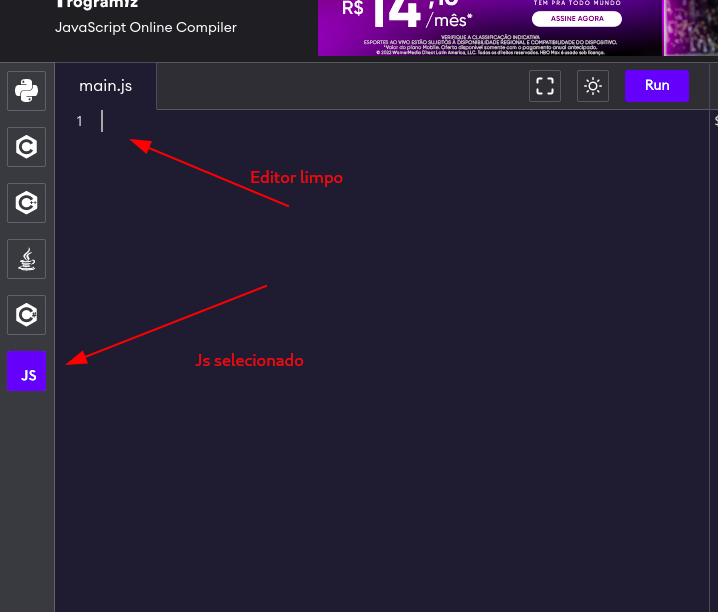 Programiz
JavaScript Online Compiler
R$ 14,
/mês*
TEM PRA TODO MUNDO
ASSINE AGORA
VERIFIQUE A CLASSIFICAÇÃO INDICATIVA
ESPORTES AO VIVO ESTÃO SUJEITOS À DISPONIBILIDADE REGIONAL E COMPATIBILIDADE DO DISPOSITIVO.
*Valor do plano Mobile. Oferta disponível somente com o pagamento anual antecipado.
© 2022 WarnerMedia Direct Latin America, LLC. Todos os direitos reservados. HBO Max é usado sob licença.
main.js
Run
1
Editor limpo
C
C++
C#
Js selecionado
JS